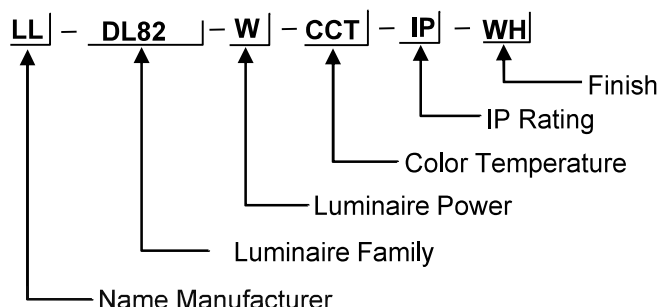 LL - DL82 - W - CCT - IP - WH
Finish
IP Rating
Color Temperature
Luminaire Power
Luminaire Family
Name Manufacturer